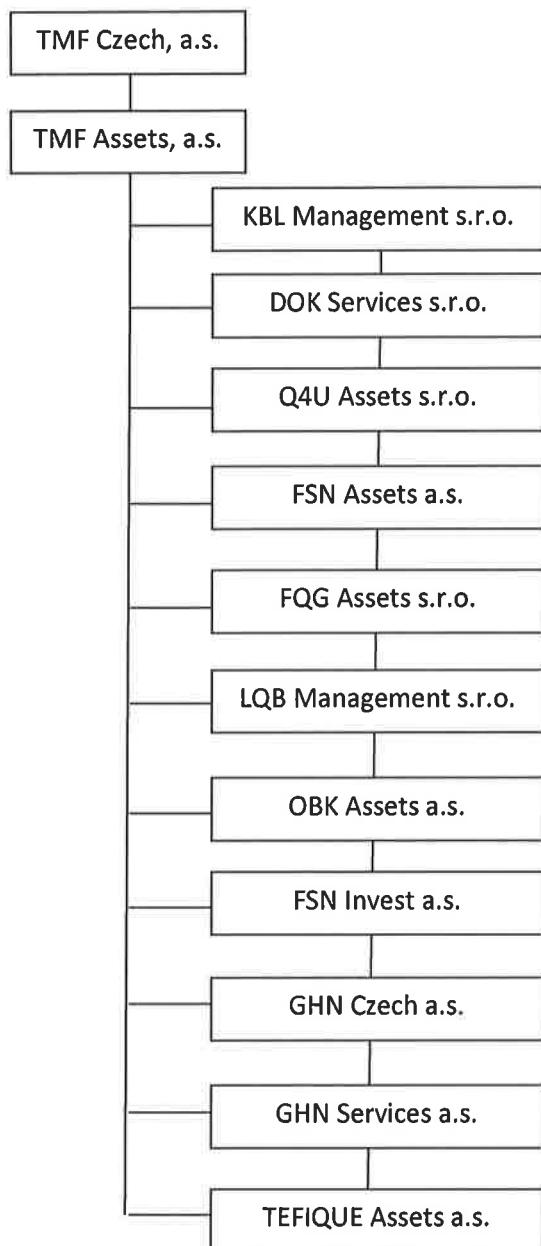 TMF Czech, a.s.
TMF Assets, a.s.
KBL Management s.r.o.
DOK Services s.r.o.
Q4U Assets s.r.o.
FSN Assets a.s.
FQG Assets s.r.o.
LQB Management s.r.o.
OBK Assets a.s.
FSN Invest a.s.
GHN Czech a.s.
GHN Services a.s.
TEFIQUE Assets a.s.